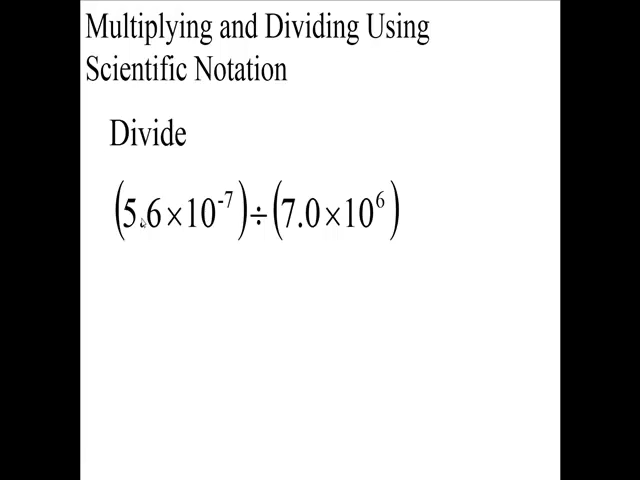 Multiplying and Dividing Using
Scientific Notation
Divide
(5.6×10⁻⁷)÷(7.0×10⁶)